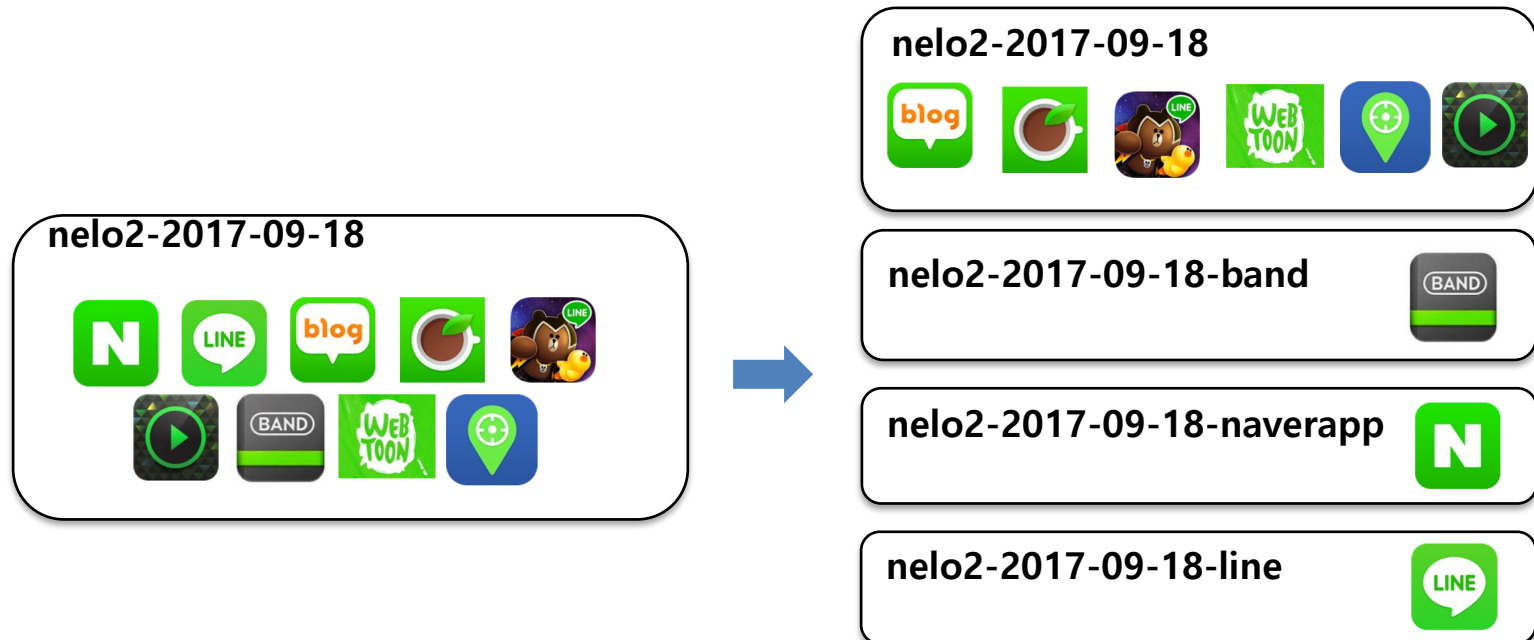 nelo2-2017-09-18
N
LINE
blog
LINE
BAND
WEB
TOON
nelo2-2017-09-18
blog
LINE
WEB
TOON
nelo2-2017-09-18-band
BAND
nelo2-2017-09-18-naverapp
N
nelo2-2017-09-18-line
LINE